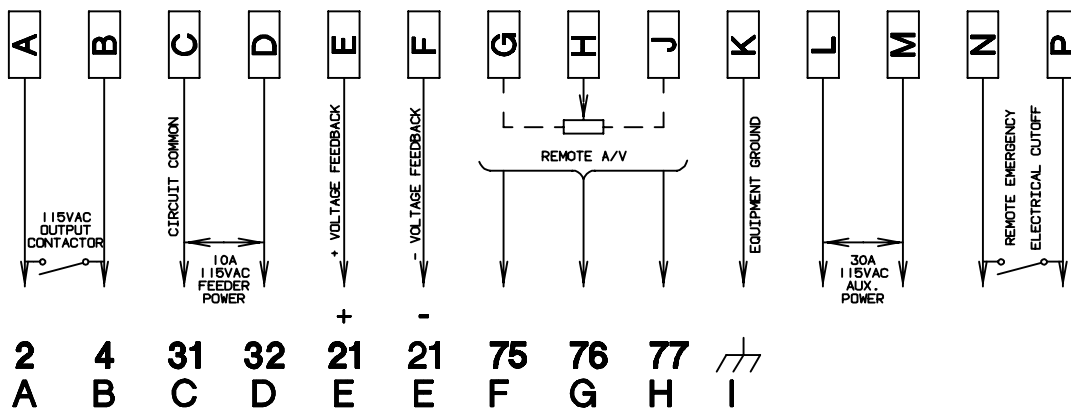 A B C D E F G H J K L M N P
CIRCUIT COMMON
+ VOLTAGE FEEDBACK
- VOLTAGE FEEDBACK
REMOTE A/V
EQUIPMENT GROUND
REMOTE EMERGENCY
ELECTRICAL CUTOFF
115VAC
OUTPUT
CONTACTOR
10A
115VAC
FEEDER
POWER
30A
115VAC
AUX.
POWER
+ -
2 4 31 32 21 21 75 76 77
A B C D E E F G H I